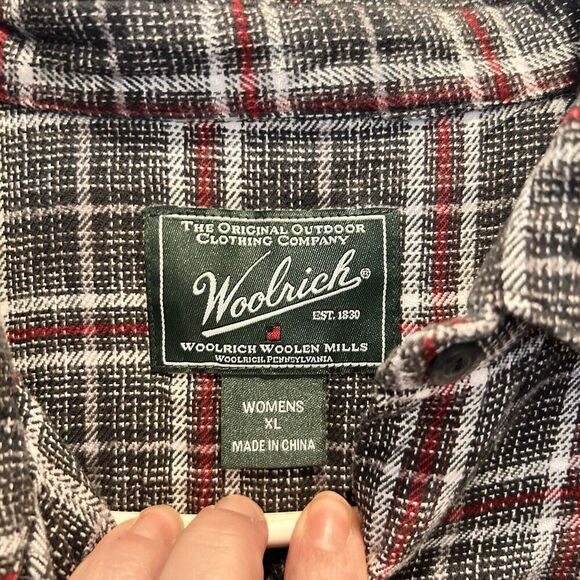 THE ORIGINAL OUTDOOR
CLOTHING COMPANY
Woolrich®
EST. 1830
WOOLRICH WOOLEN MILLS
WOOLRICH, PENNSYLVANIA
WOMENS
XL
MADE IN CHINA